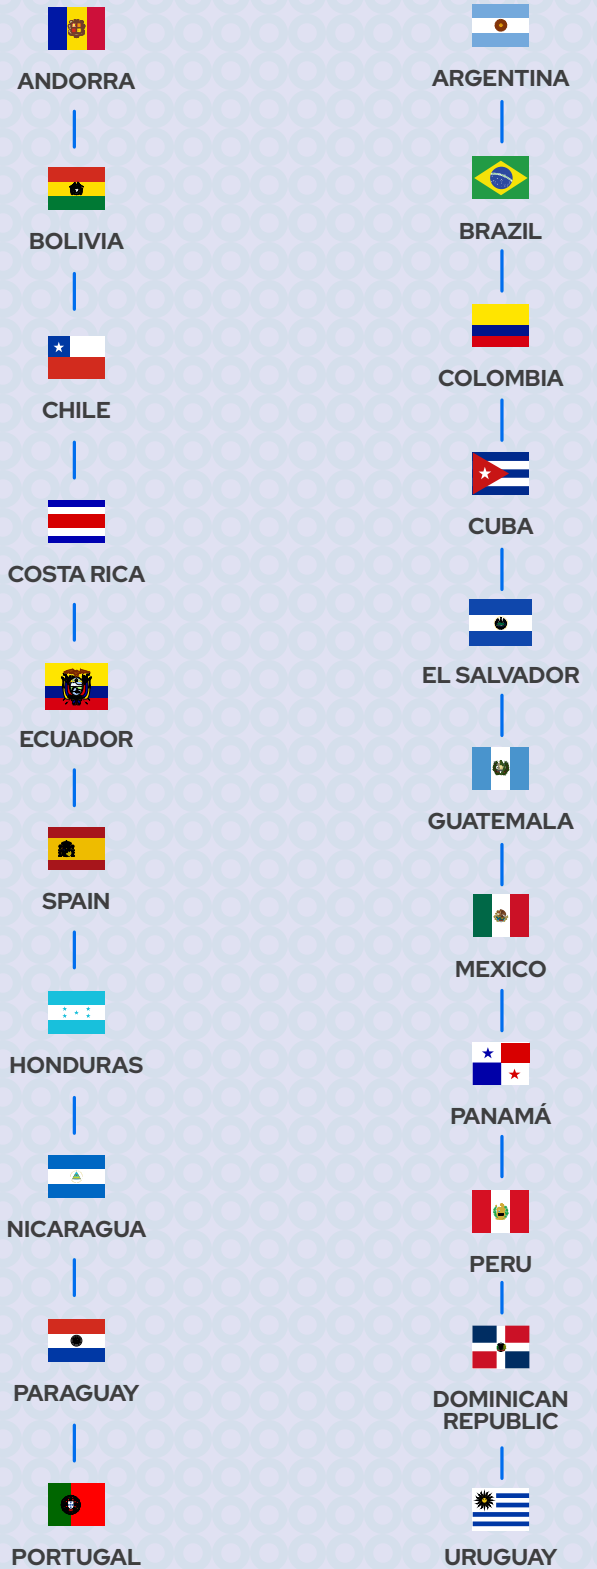 ANDORRA
ARGENTINA
BOLIVIA
BRAZIL
CHILE
COLOMBIA
COSTA RICA
CUBA
ECUADOR
EL SALVADOR
SPAIN
GUATEMALA
HONDURAS
MEXICO
NICARAGUA
PANAMÁ
PARAGUAY
PERU
PORTUGAL
DOMINICAN
REPUBLIC
URUGUAY